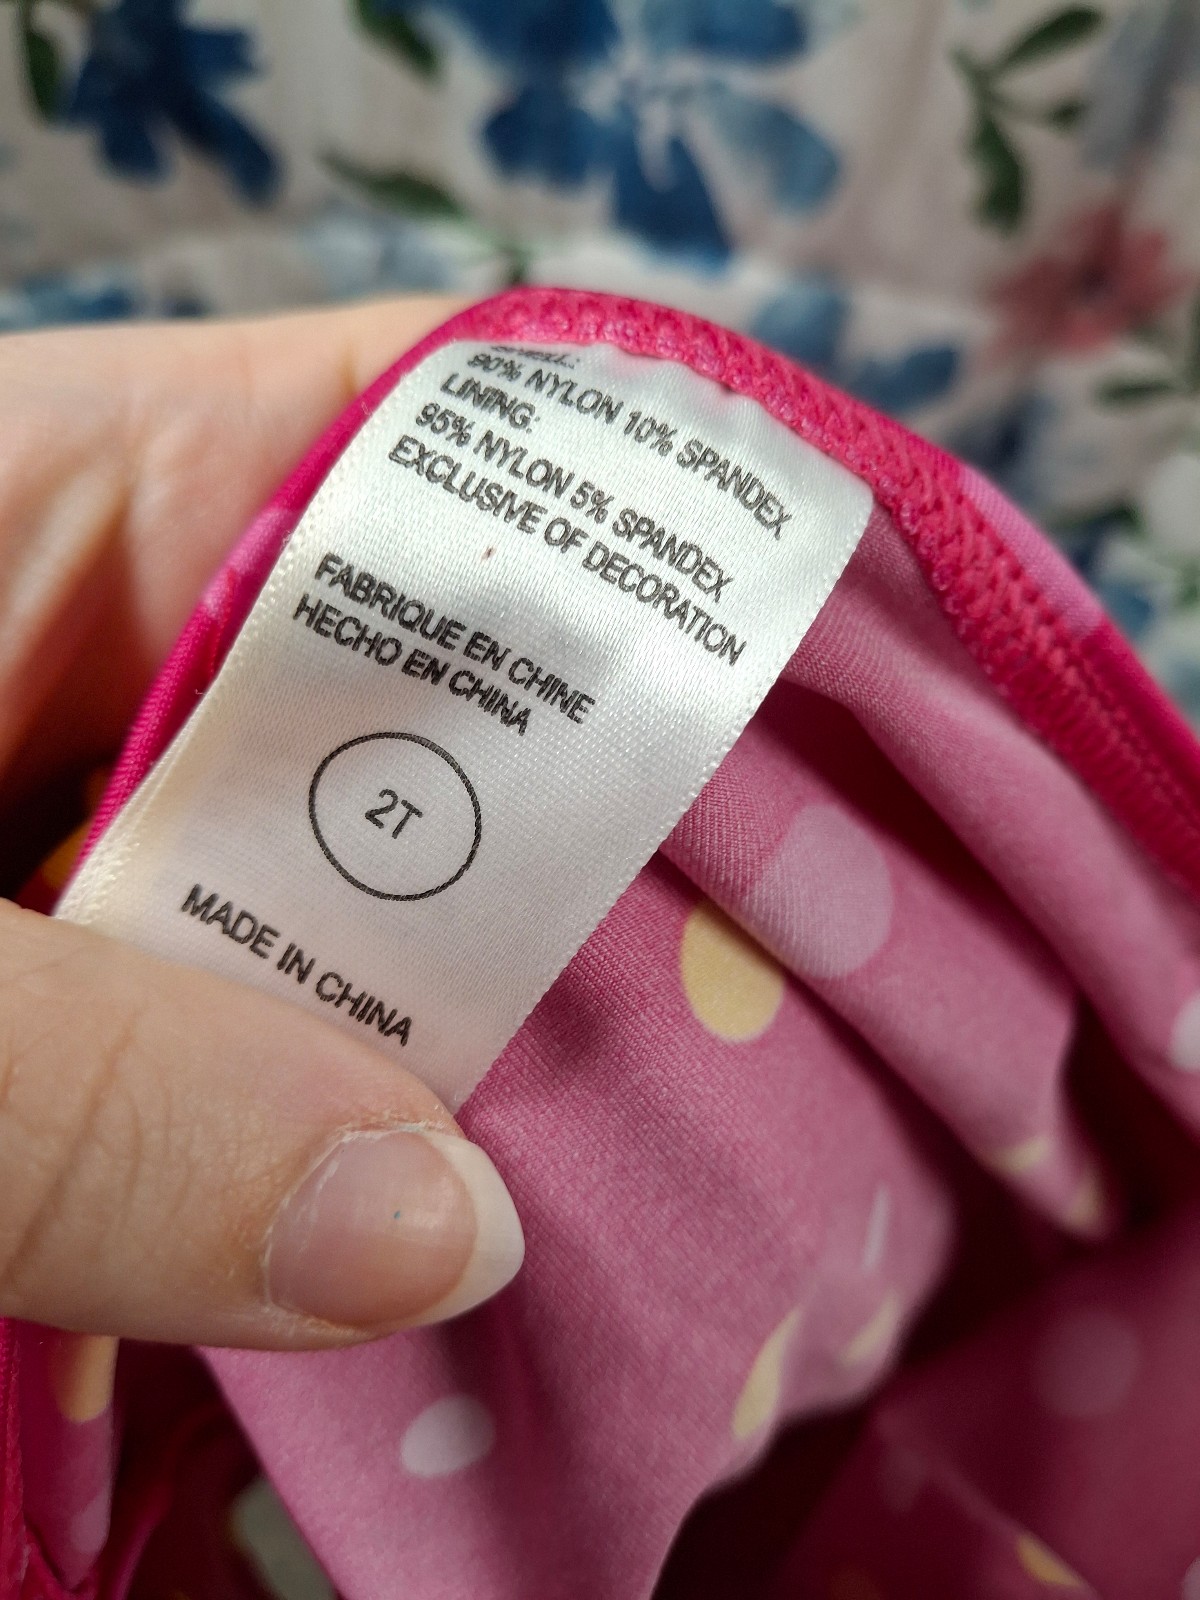 SHELL:
90% NYLON 10% SPANDEX
LINING:
95% NYLON 5% SPANDEX
EXCLUSIVE OF DECORATION
FABRIQUE EN CHINE
HECHO EN CHINA
2T
MADE IN CHINA